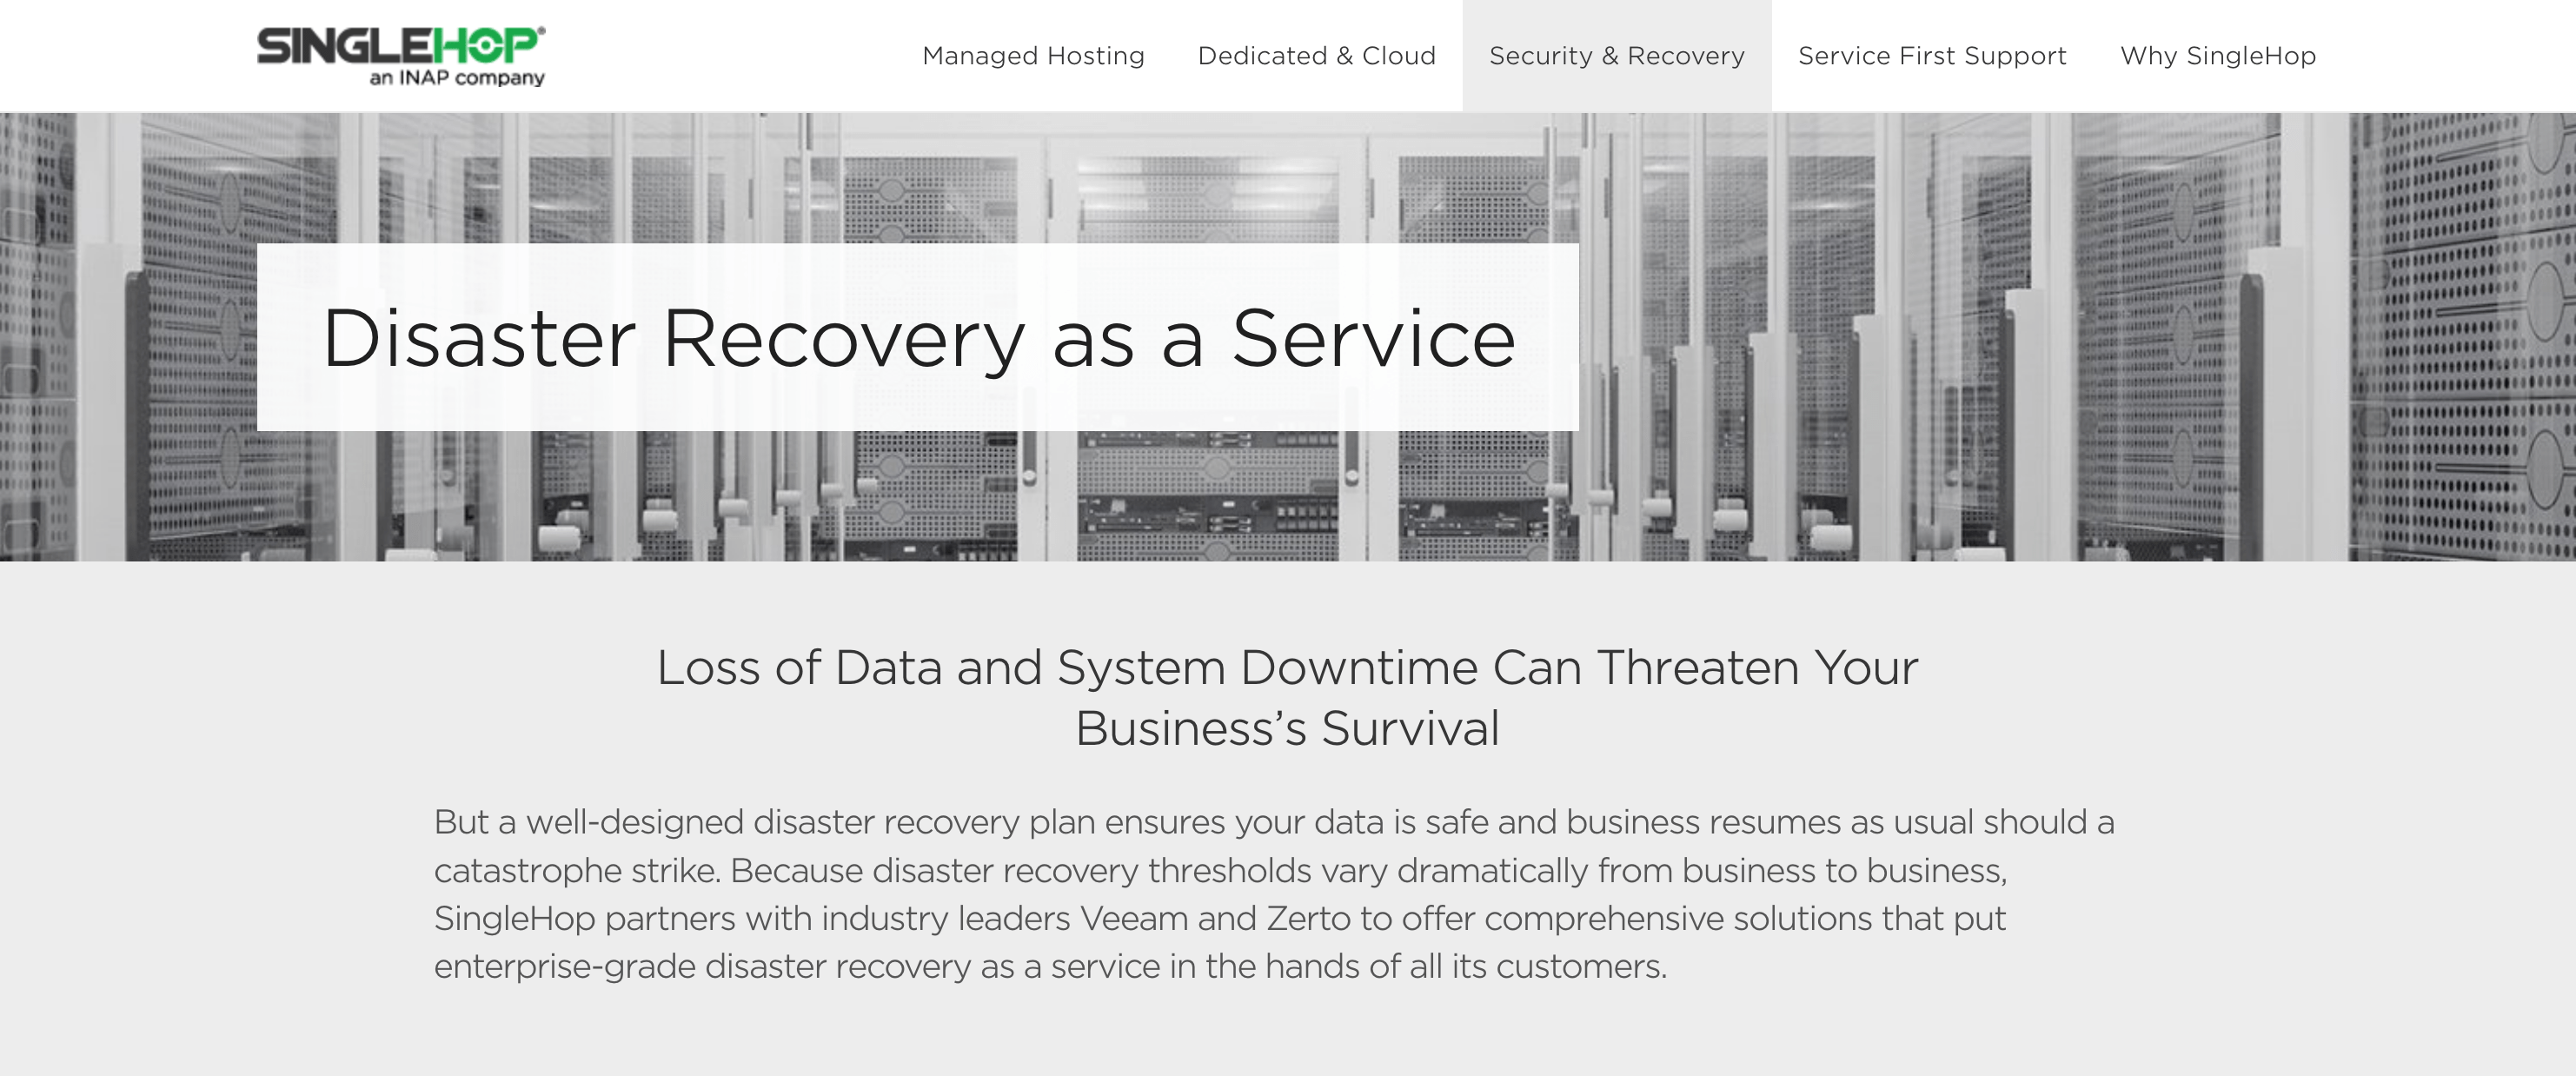 SINGLEHOP®
an INAP company
Managed Hosting
Dedicated & Cloud
Security & Recovery
Service First Support
Why SingleHop
Disaster Recovery as a Service
Loss of Data and System Downtime Can Threaten Your
Business’s Survival
But a well-designed disaster recovery plan ensures your data is safe and business resumes as usual should a
catastrophe strike. Because disaster recovery thresholds vary dramatically from business to business,
SingleHop partners with industry leaders Veeam and Zerto to offer comprehensive solutions that put
enterprise-grade disaster recovery as a service in the hands of all its customers.